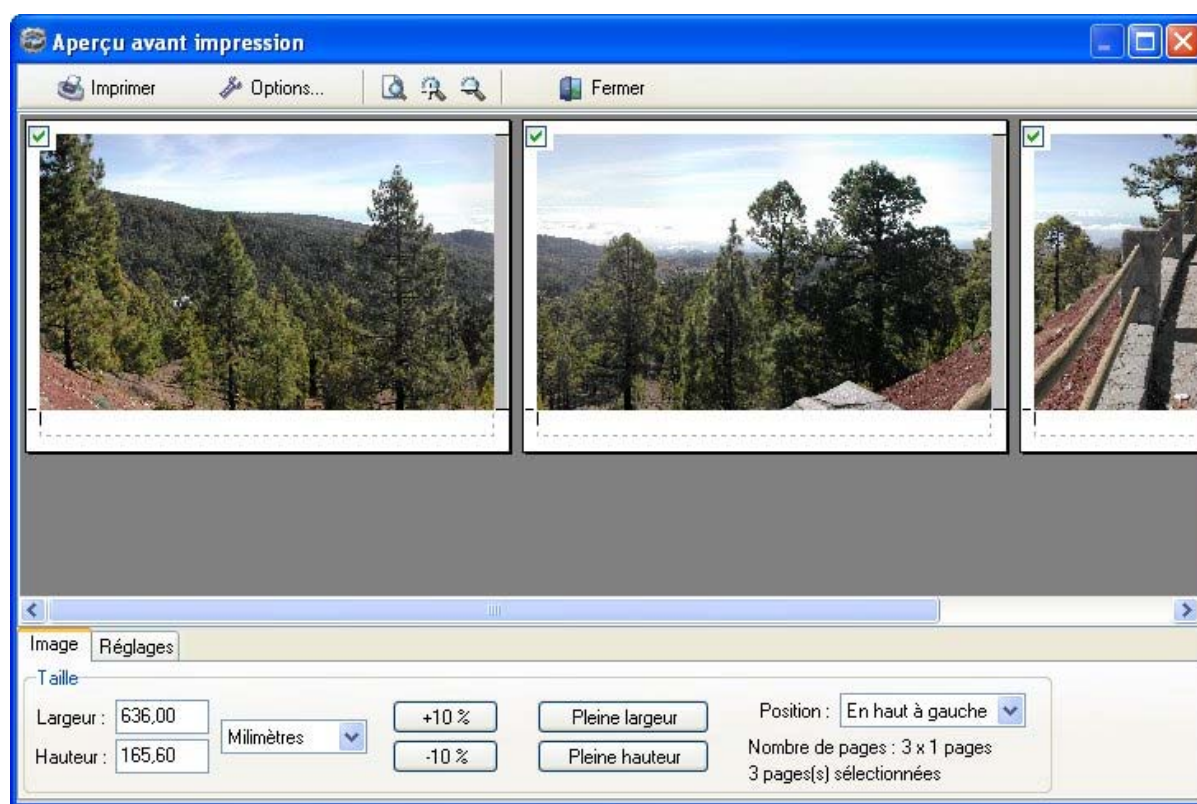 Aperçu avant impression
Imprimer Options... Fermer
Image Réglages
Taille
Largeur : 636,00
Hauteur : 165,60
Milimètres
+10 %
-10 %
Pleine largeur
Pleine hauteur
Position : En haut à gauche
Nombre de pages : 3 x 1 pages
3 pages(s) sélectionnées